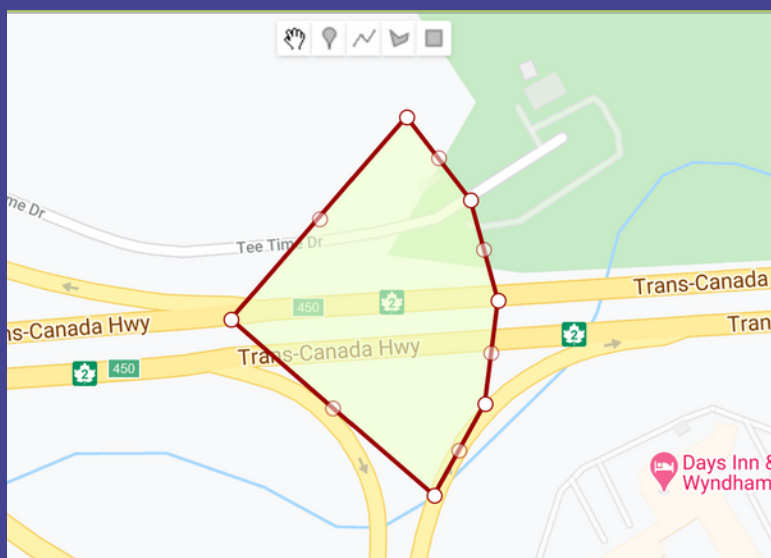 me Dr
Tee Time Dr
450
2
Trans-Canada
ns-Canada Hwy
Trans-Canada Hwy
2
Tran
2
450
Days Inn &
Wyndham